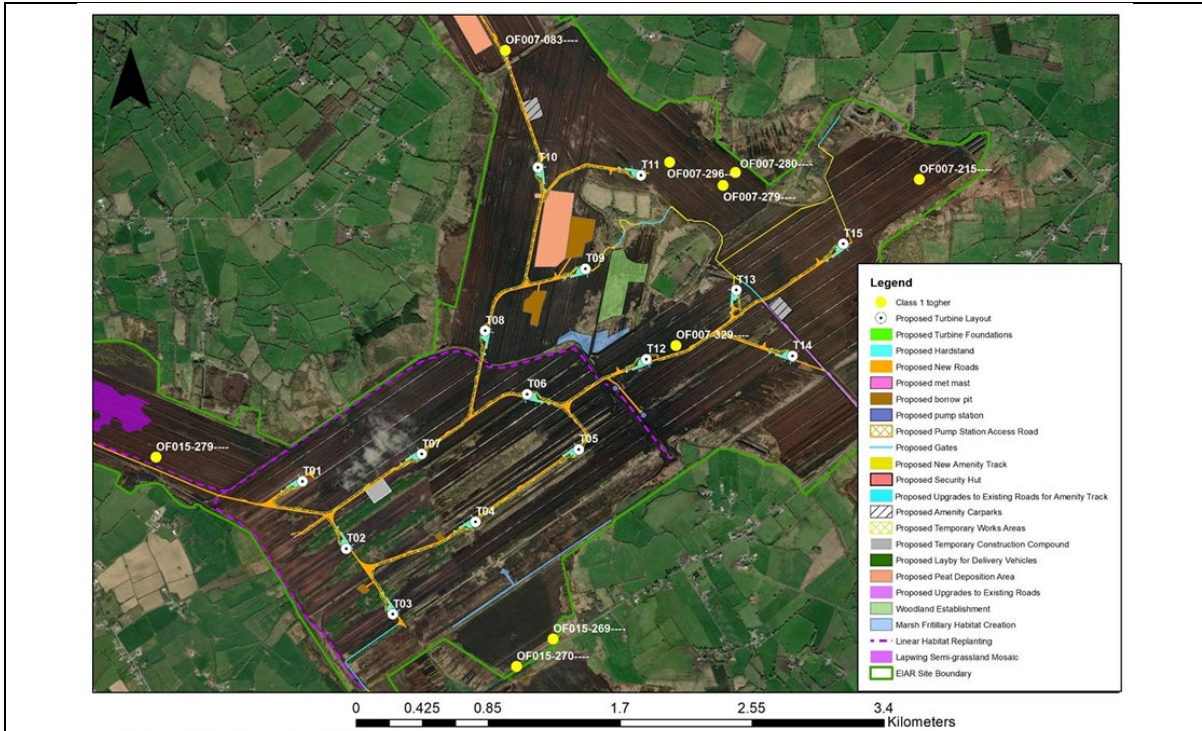 N
OF007-083----
T10
T11
OF007-280----
OF007-296--
OF007-279----
OF007-215----
T15
T09
T13
T08
OF007-329----
T12
T14
T06
OF015-279----
T07
T05
T01
T04
T02
T03
OF015-269----
OF015-270----
Legend
Class 1 togher
Proposed Turbine Layout
Proposed Turbine Foundations
Proposed Hardstand
Proposed New Roads
Proposed met mast
Proposed borrow pit
Proposed pump station
Proposed Pump Station Access Road
Proposed Gates
Proposed New Amenity Track
Proposed Security Hut
Proposed Upgrades to Existing Roads for Amenity Track
Proposed Amenity Carparks
Proposed Temporary Works Areas
Proposed Temporary Construction Compound
Proposed Layby for Delivery Vehicles
Proposed Peat Deposition Area
Proposed Upgrades to Existing Roads
Woodland Establishment
Marsh Fritillary Habitat Creation
Linear Habitat Replanting
Lapwing Semi-grassland Mosaic
EIAR Site Boundary
0 0.425 0.85 1.7 2.55 3.4
Kilometers